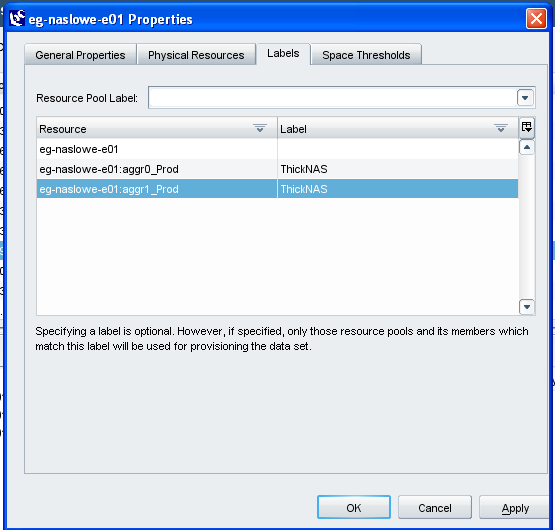 eg-naslowe-e01 Properties
General Properties Physical Resources Labels Space Thresholds
Resource Pool Label:
Resource Label
eg-naslowe-e01
eg-naslowe-e01:aggr0_Prod ThickNAS
eg-naslowe-e01:aggr1_Prod ThickNAS
Specifying a label is optional. However, if specified, only those resource pools and its members which
match this label will be used for provisioning the data set.
OK Cancel Apply